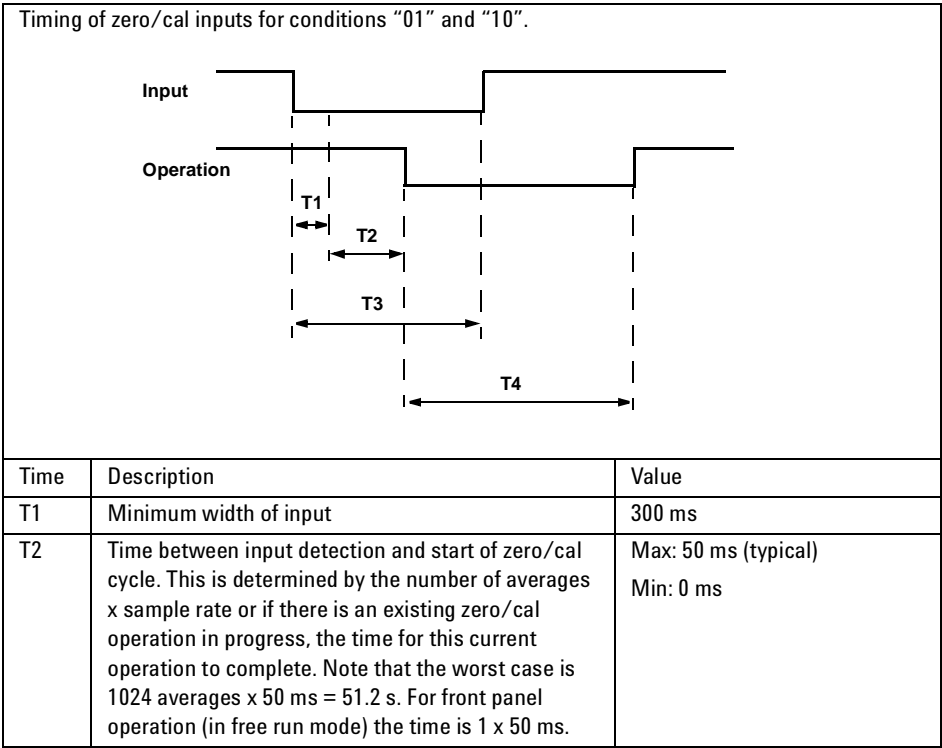 Timing of zero/cal inputs for conditions “01” and “10”.
Input
Operation
T1
T2
T3
T4
Time Description Value
T1 Minimum width of input 300 ms
T2 Time between input detection and start of zero/cal Max: 50 ms (typical)
cycle. This is determined by the number of averages Min: 0 ms
x sample rate or if there is an existing zero/cal
operation in progress, the time for this current
operation to complete. Note that the worst case is
1024 averages x 50 ms = 51.2 s. For front panel
operation (in free run mode) the time is 1 x 50 ms.